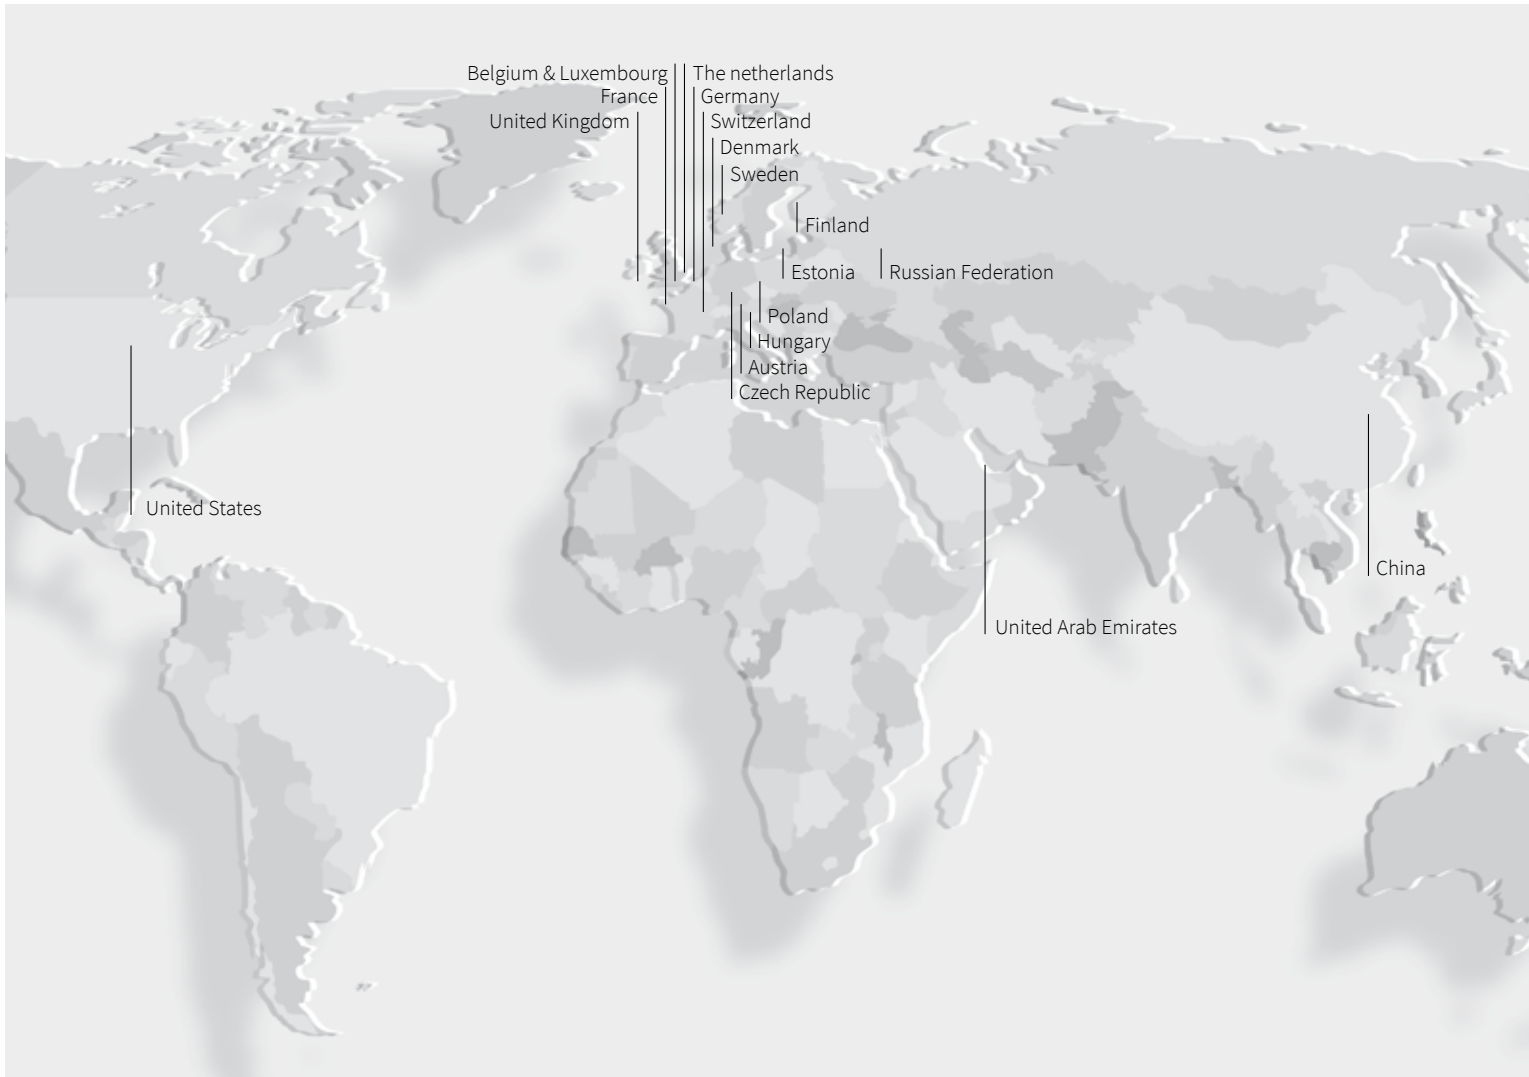 Belgium & Luxembourg
The netherlands
France
Germany
United Kingdom
Switzerland
Denmark
Sweden
Finland
Estonia
Russian Federation
Poland
Hungary
Austria
Czech Republic
United States
China
United Arab Emirates